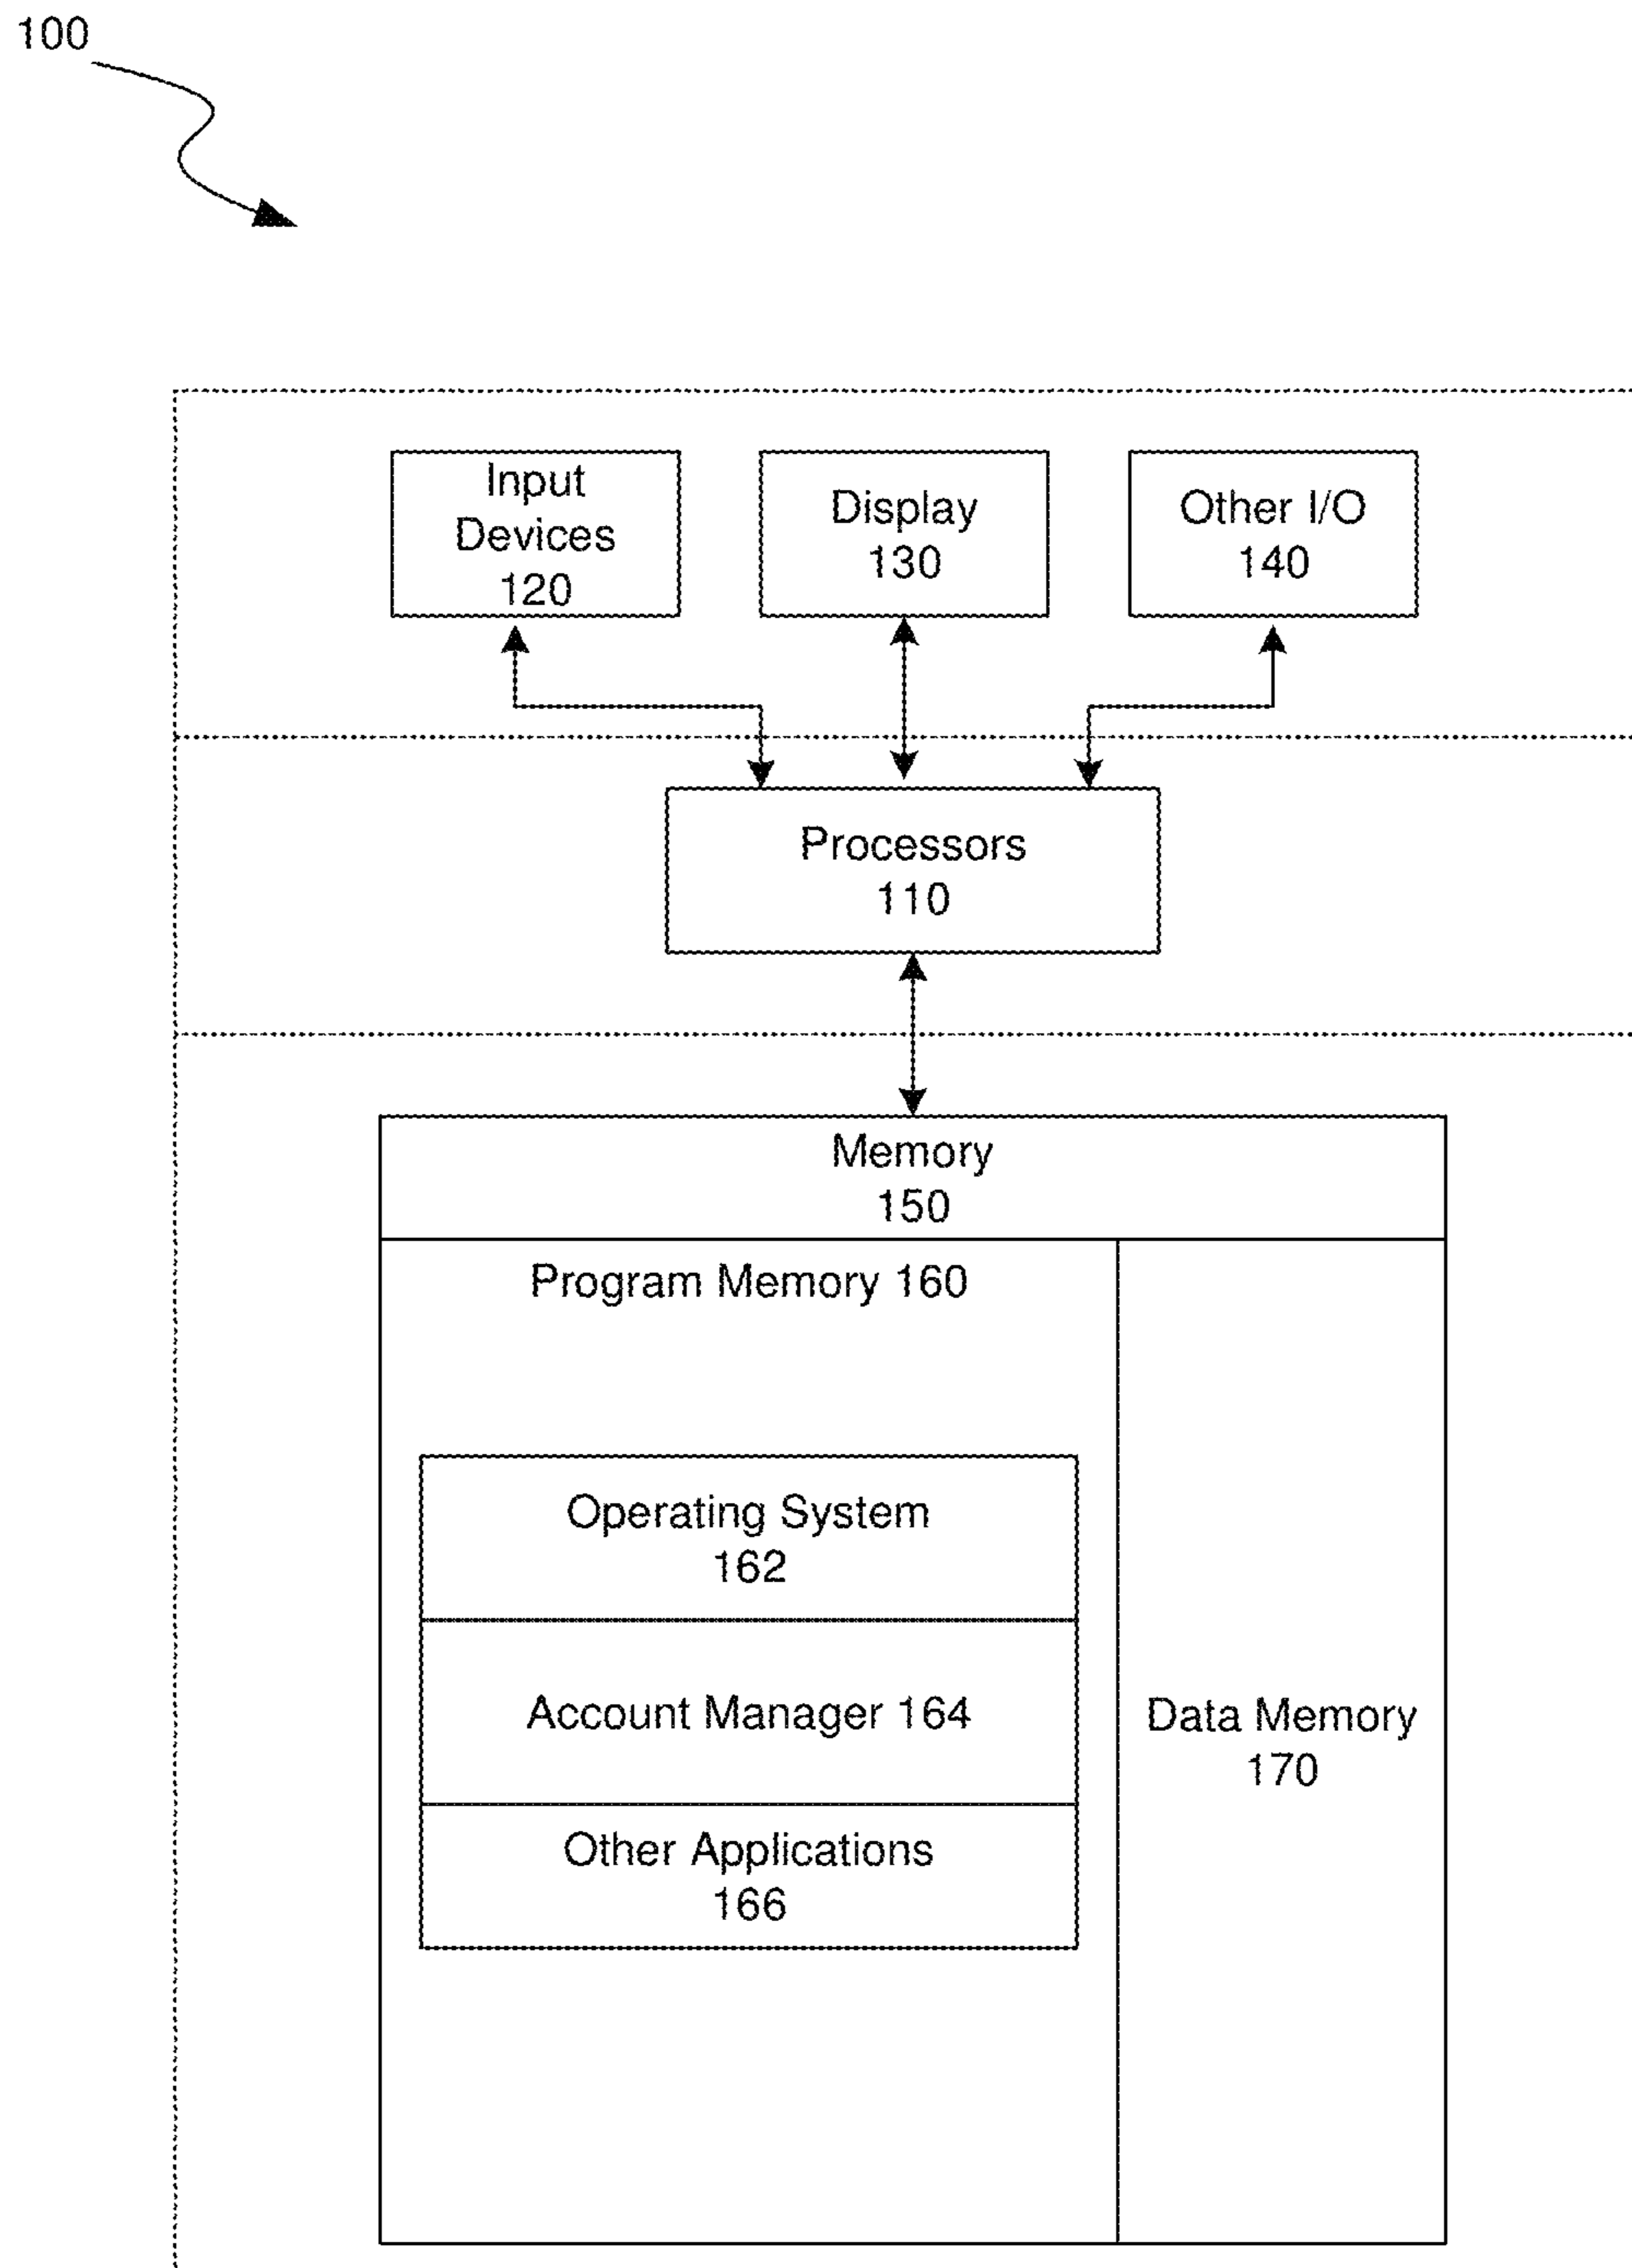 100
Input
Devices
120
Display
130
Other I/O
140
Processors
110
Memory
150
Program Memory 160
Operating System
162
Account Manager 164
Other Applications
166
Data Memory
170